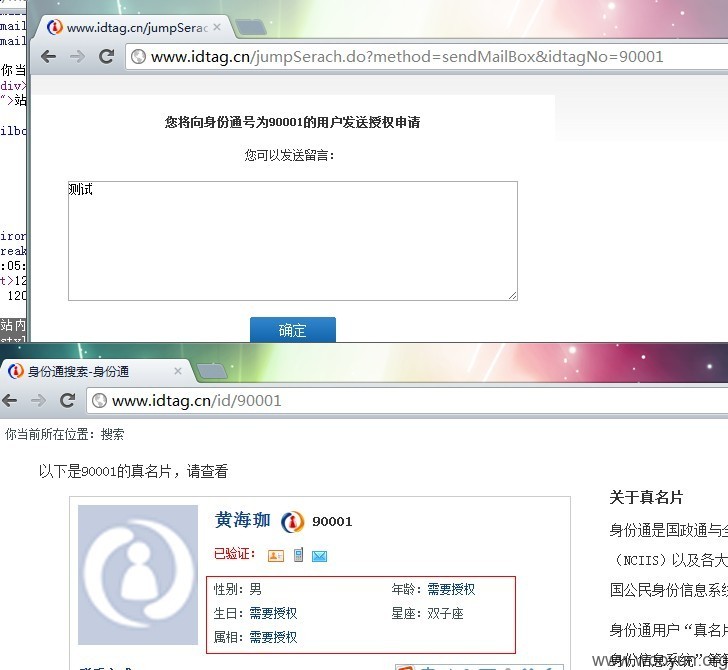 mail
mail
你当
div>
">站
ailbo
iron
reak
:05:
t>12
120
站内
www.idtag.cn/jumpSerac
www.idtag.cn/jumpSerach.do?method=sendMailBox&idtagNo=90001
您将向身份通号为90001的用户发送授权申请
您可以发送留言：
测试
确定
身份通搜索-身份通
www.idtag.cn/id/90001
你当前所在位置：搜索
以下是90001的真名片，请查看
黄海珈 90001
已验证：
性别：男 年龄：需要授权
生日：需要授权 星座：双子座
属相：需要授权
关于真名片
身份通是国政通与全
（NCIIS）以及各大
国公民身份信息系统
身份通用户“真名片
身份信息系统”等